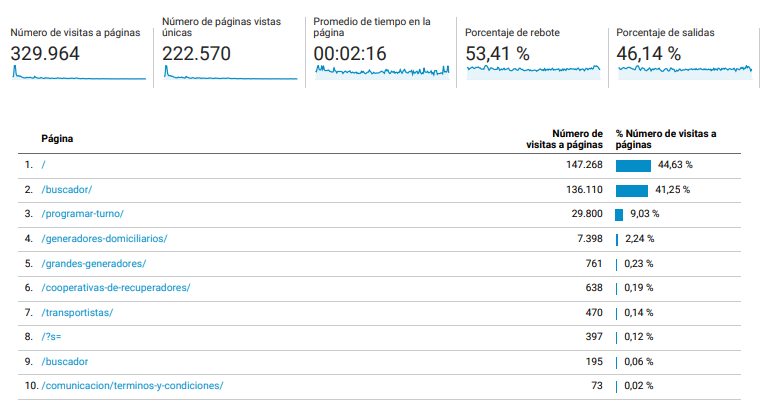 Número de visitas a páginas
329.964
Número de páginas vistas
únicas
222.570
Promedio de tiempo en la
página
00:02:16
Porcentaje de rebote
53,41 %
Porcentaje de salidas
46,14 %
Página
Número de
visitas a páginas
% Número de visitas a
páginas
1. / 147.268 44,63 %
2. /buscador/ 136.110 41,25 %
3. /programar-turno/ 29.800 9,03 %
4. /generadores-domiciliarios/ 7.398 2,24 %
5. /grandes-generadores/ 761 0,23 %
6. /cooperativas-de-recuperadores/ 638 0,19 %
7. /transportistas/ 470 0,14 %
8. /?s= 397 0,12 %
9. /buscador 195 0,06 %
10. /comunicacion/terminos-y-condiciones/ 73 0,02 %